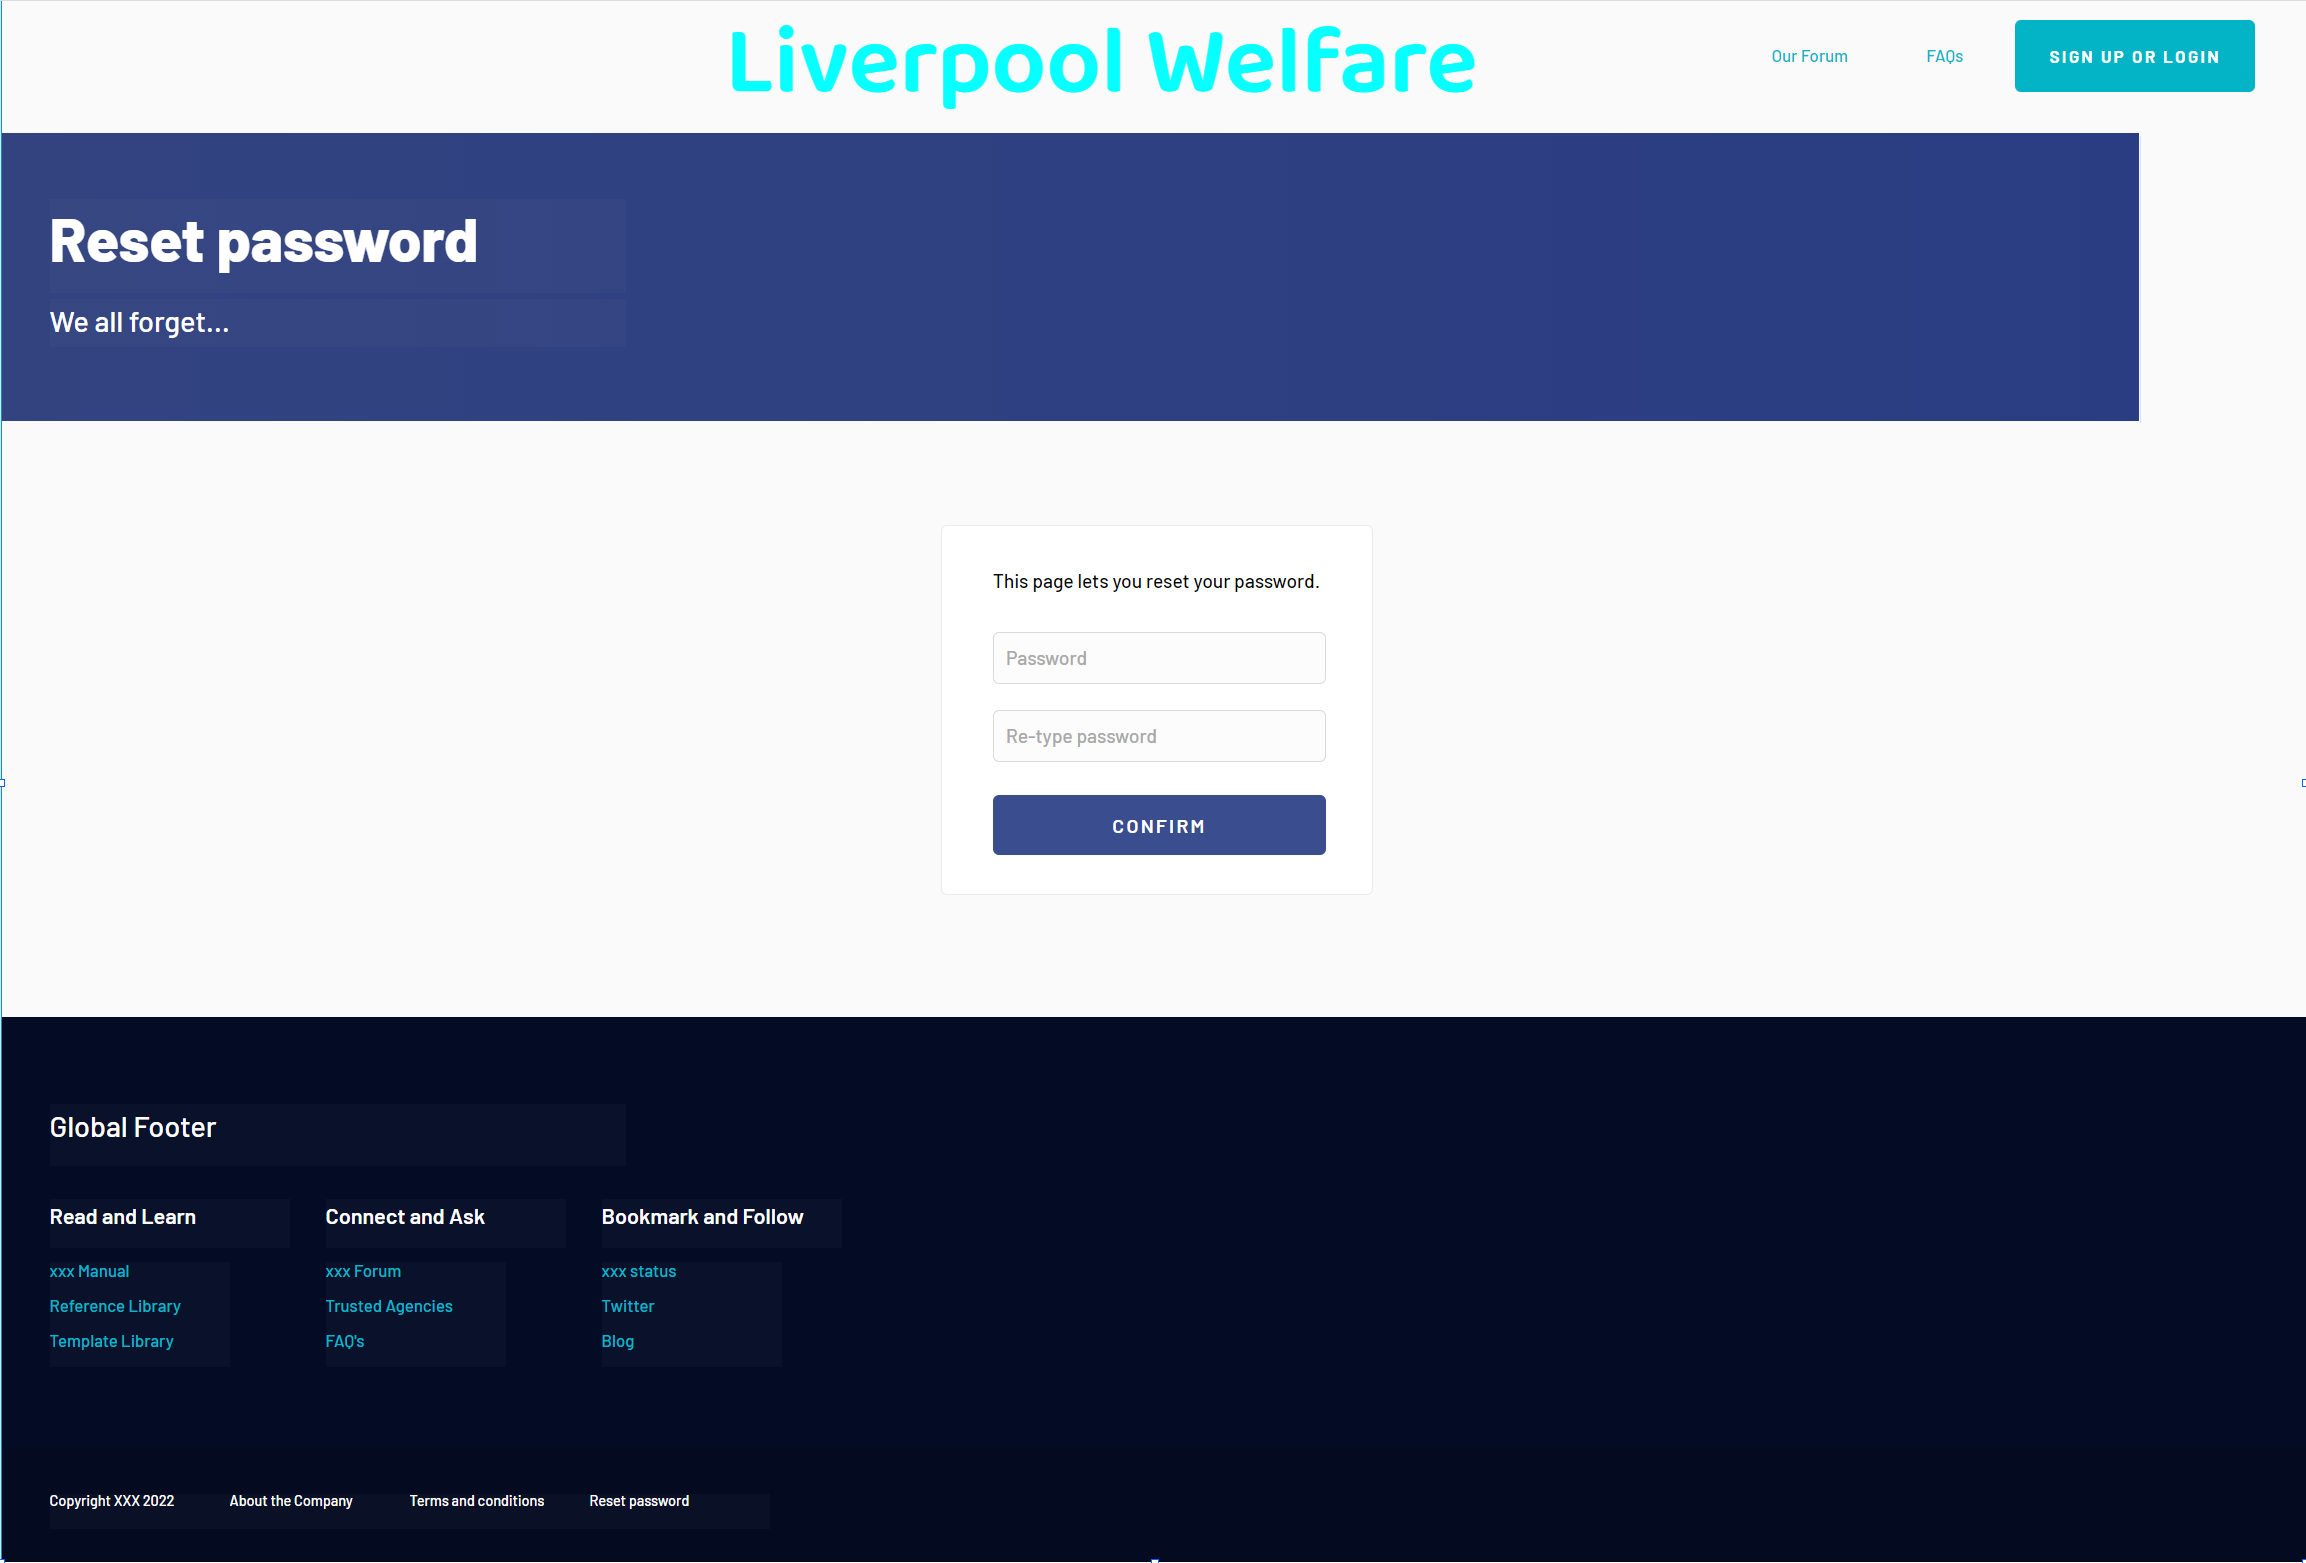 Liverpool Welfare
Our Forum
FAQs
SIGN UP OR LOGIN
Reset password
We all forget...
This page lets you reset your password.
Password
Re-type password
CONFIRM
Global Footer
Read and Learn
xxx Manual
Reference Library
Template Library
Connect and Ask
xxx Forum
Trusted Agencies
FAQ's
Bookmark and Follow
xxx status
Twitter
Blog
Copyright XXX 2022
About the Company
Terms and conditions
Reset password